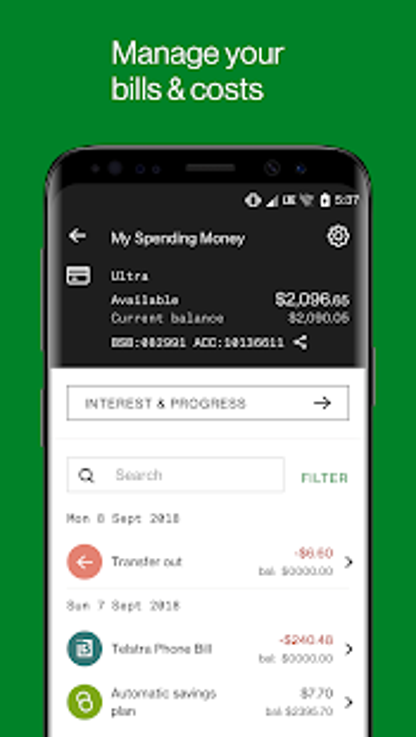 Manage your
bills & costs
5:37
My Spending Money
Ultra
Available $2,096.65
Current balance $2,090.05
BSB:082991 ACC:10136611
INTEREST & PROGRESS
Search FILTER
Mon 8 Sept 2018
Transfer out -$6.60
bal: $0000.00
Sun 7 Sept 2018
Telstra Phone Bill -$240.48
bal: $0000.00
Automatic savings $7.70
plan bal: $2395.70